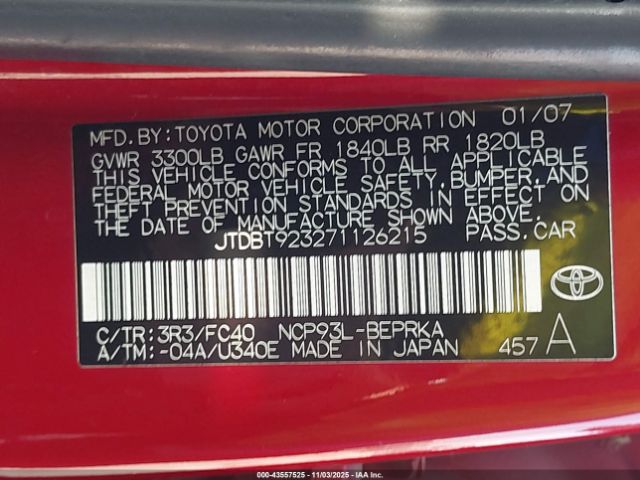 MFD. BY: TOYOTA MOTOR CORPORATION 01/07
GVWR 3300LB GAWR FR 1840LB RR 1820LB
THIS VEHICLE CONFORMS TO ALL APPLICABLE
FEDERAL MOTOR VEHICLE SAFETY, BUMPER, AND
THEFT PREVENTION STANDARDS IN EFFECT ON
THE DATE OF MANUFACTURE SHOWN ABOVE.
JTDBT923271126215 PASS. CAR
C/TR: 3R3/FC40 NCP93L-BEPRKA
A/TM: -04A/U340E MADE IN JAPAN 457 A
TOYOTA
000-43557525 - 11/03/2025 - IAA Inc.